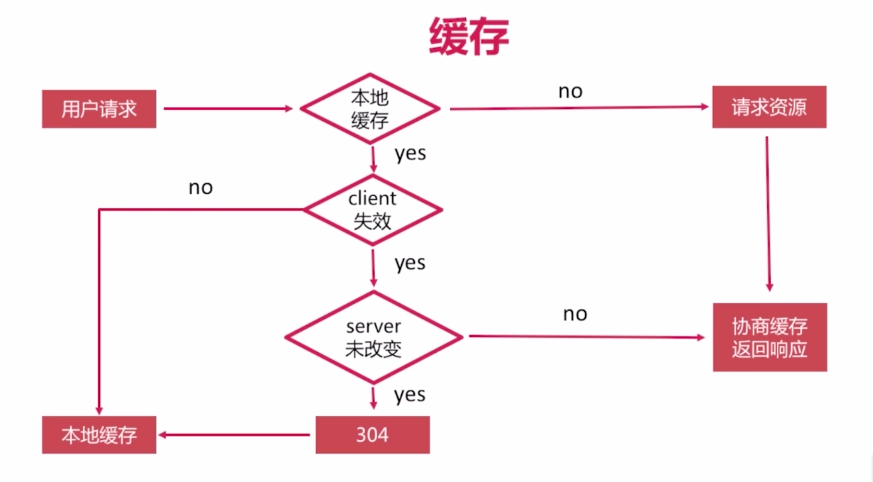 缓存
用户请求
本地
缓存
no
请求资源
yes
no
client
失效
yes
server
未改变
no
协商缓存
返回响应
yes
本地缓存
304